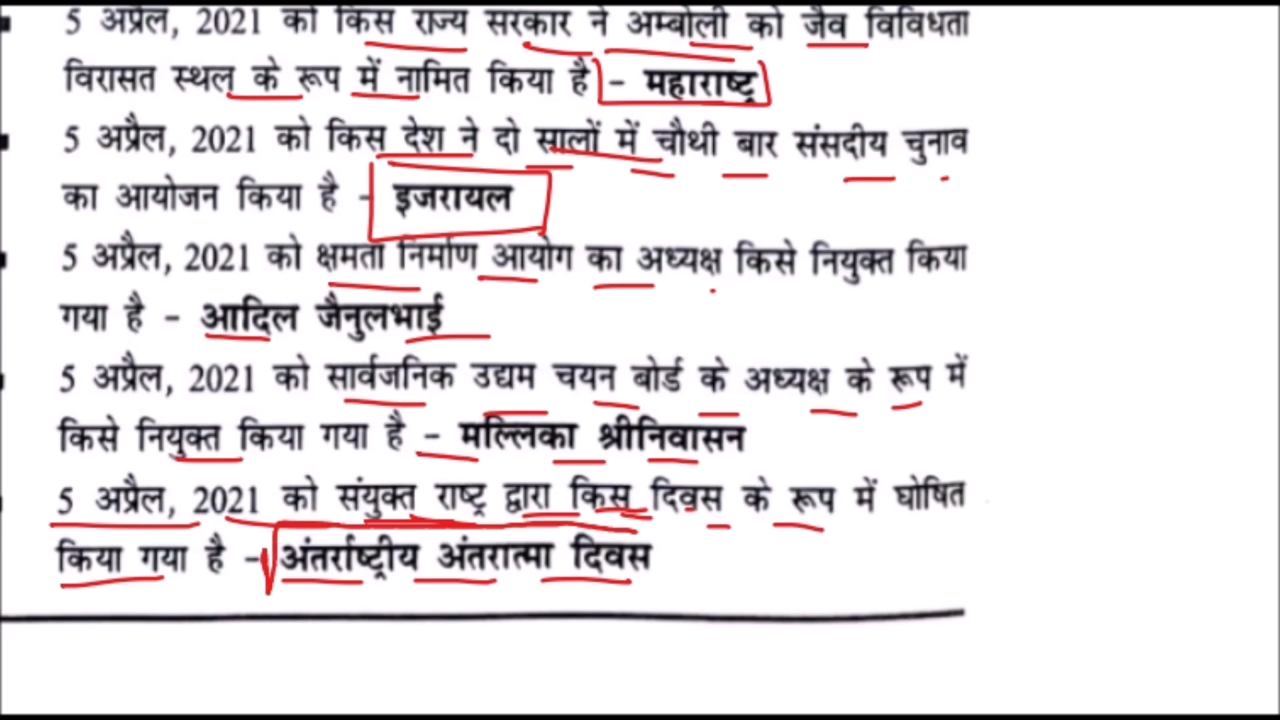 5 अप्रैल, 2021 को किस राज्य सरकार ने अम्बोली को जैव विविधता
विरासत स्थल के रूप में नामित किया है - महाराष्ट्र
5 अप्रैल, 2021 को किस देश ने दो सालों में चौथी बार संसदीय चुनाव
का आयोजन किया है - इजरायल
5 अप्रैल, 2021 को क्षमता निर्माण आयोग का अध्यक्ष किसे नियुक्त किया
गया है - आदिल जैनुलभाई
5 अप्रैल, 2021 को सार्वजनिक उद्यम चयन बोर्ड के अध्यक्ष के रूप में
किसे नियुक्त किया गया है - मल्लिका श्रीनिवासन
5 अप्रैल, 2021 को संयुक्त राष्ट्र द्वारा किस दिवस के रूप में घोषित
किया गया है - अंतर्राष्ट्रीय अंतरात्मा दिवस